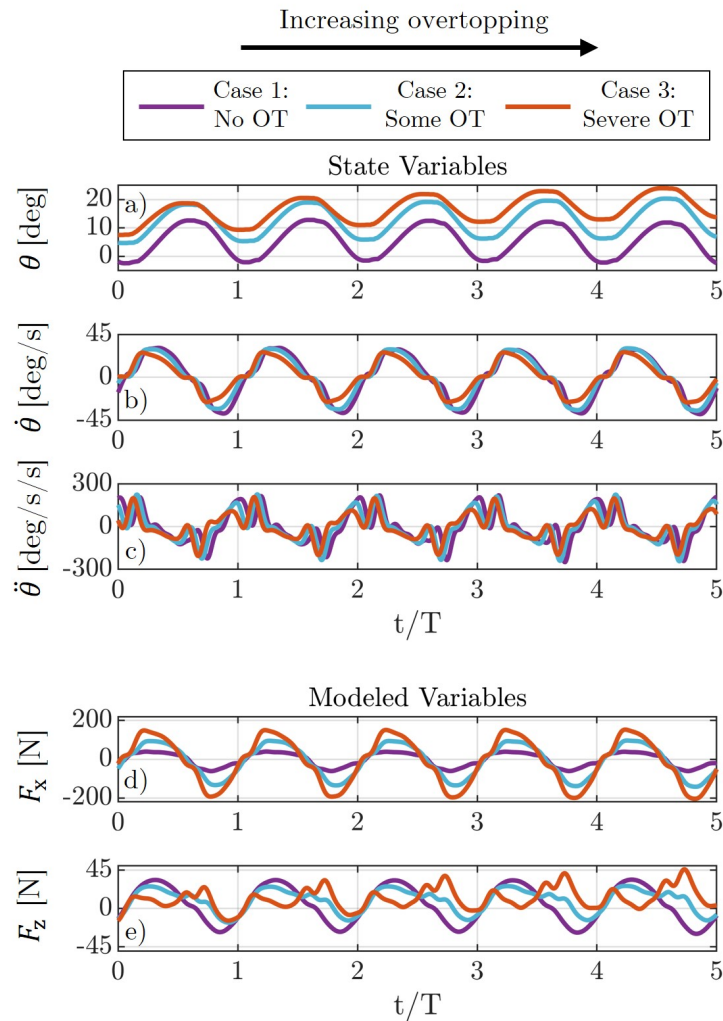 Increasing overtopping
Case 1: Case 2: Case 3:
No OT Some OT Severe OT
State Variables
θ [deg]
20
10
0
a)
0 1 2 3 4 5
θ̇ [deg/s]
45
0
-45
b)
0 1 2 3 4 5
θ̈ [deg/s/s]
300
0
-300
c)
0 1 2 3 4 5
t/T
Modeled Variables
Fx [N]
200
0
-200
d)
0 1 2 3 4 5
Fz [N]
45
0
-45
e)
0 1 2 3 4 5
t/T